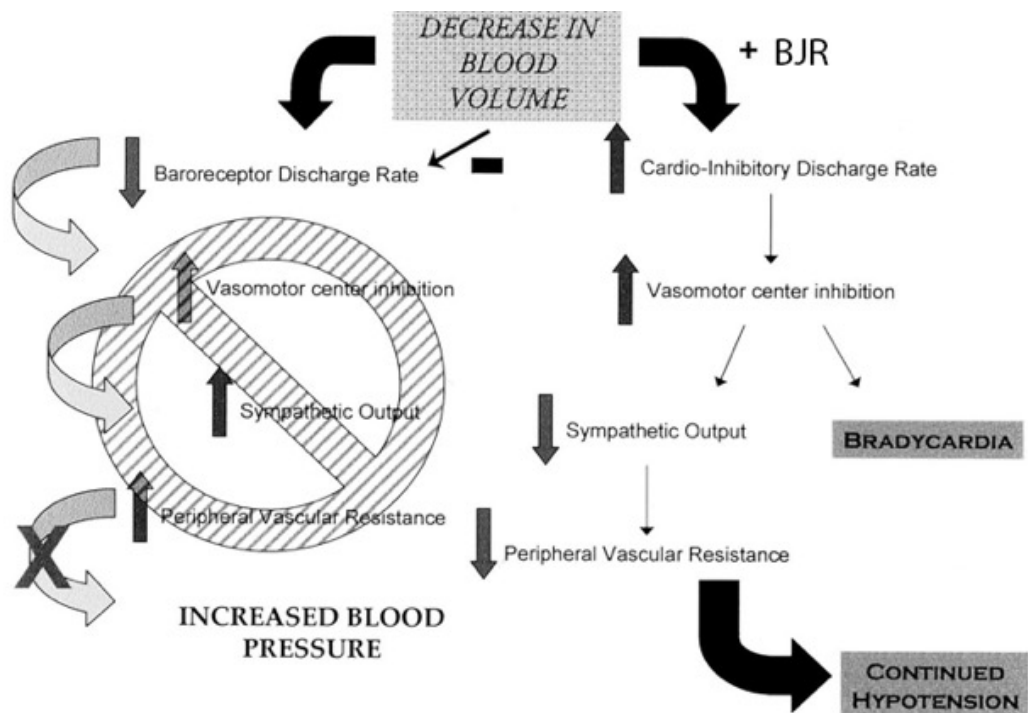 DECREASE IN
BLOOD
VOLUME
+ BJR
Baroreceptor Discharge Rate
Cardio-Inhibitory Discharge Rate
Vasomotor center inhibition
Vasomotor center inhibition
Sympathetic Output
Sympathetic Output
BRADYCARDIA
Peripheral Vascular Resistance
Peripheral Vascular Resistance
X
INCREASED BLOOD
PRESSURE
CONTINUED
HYPOTENSION